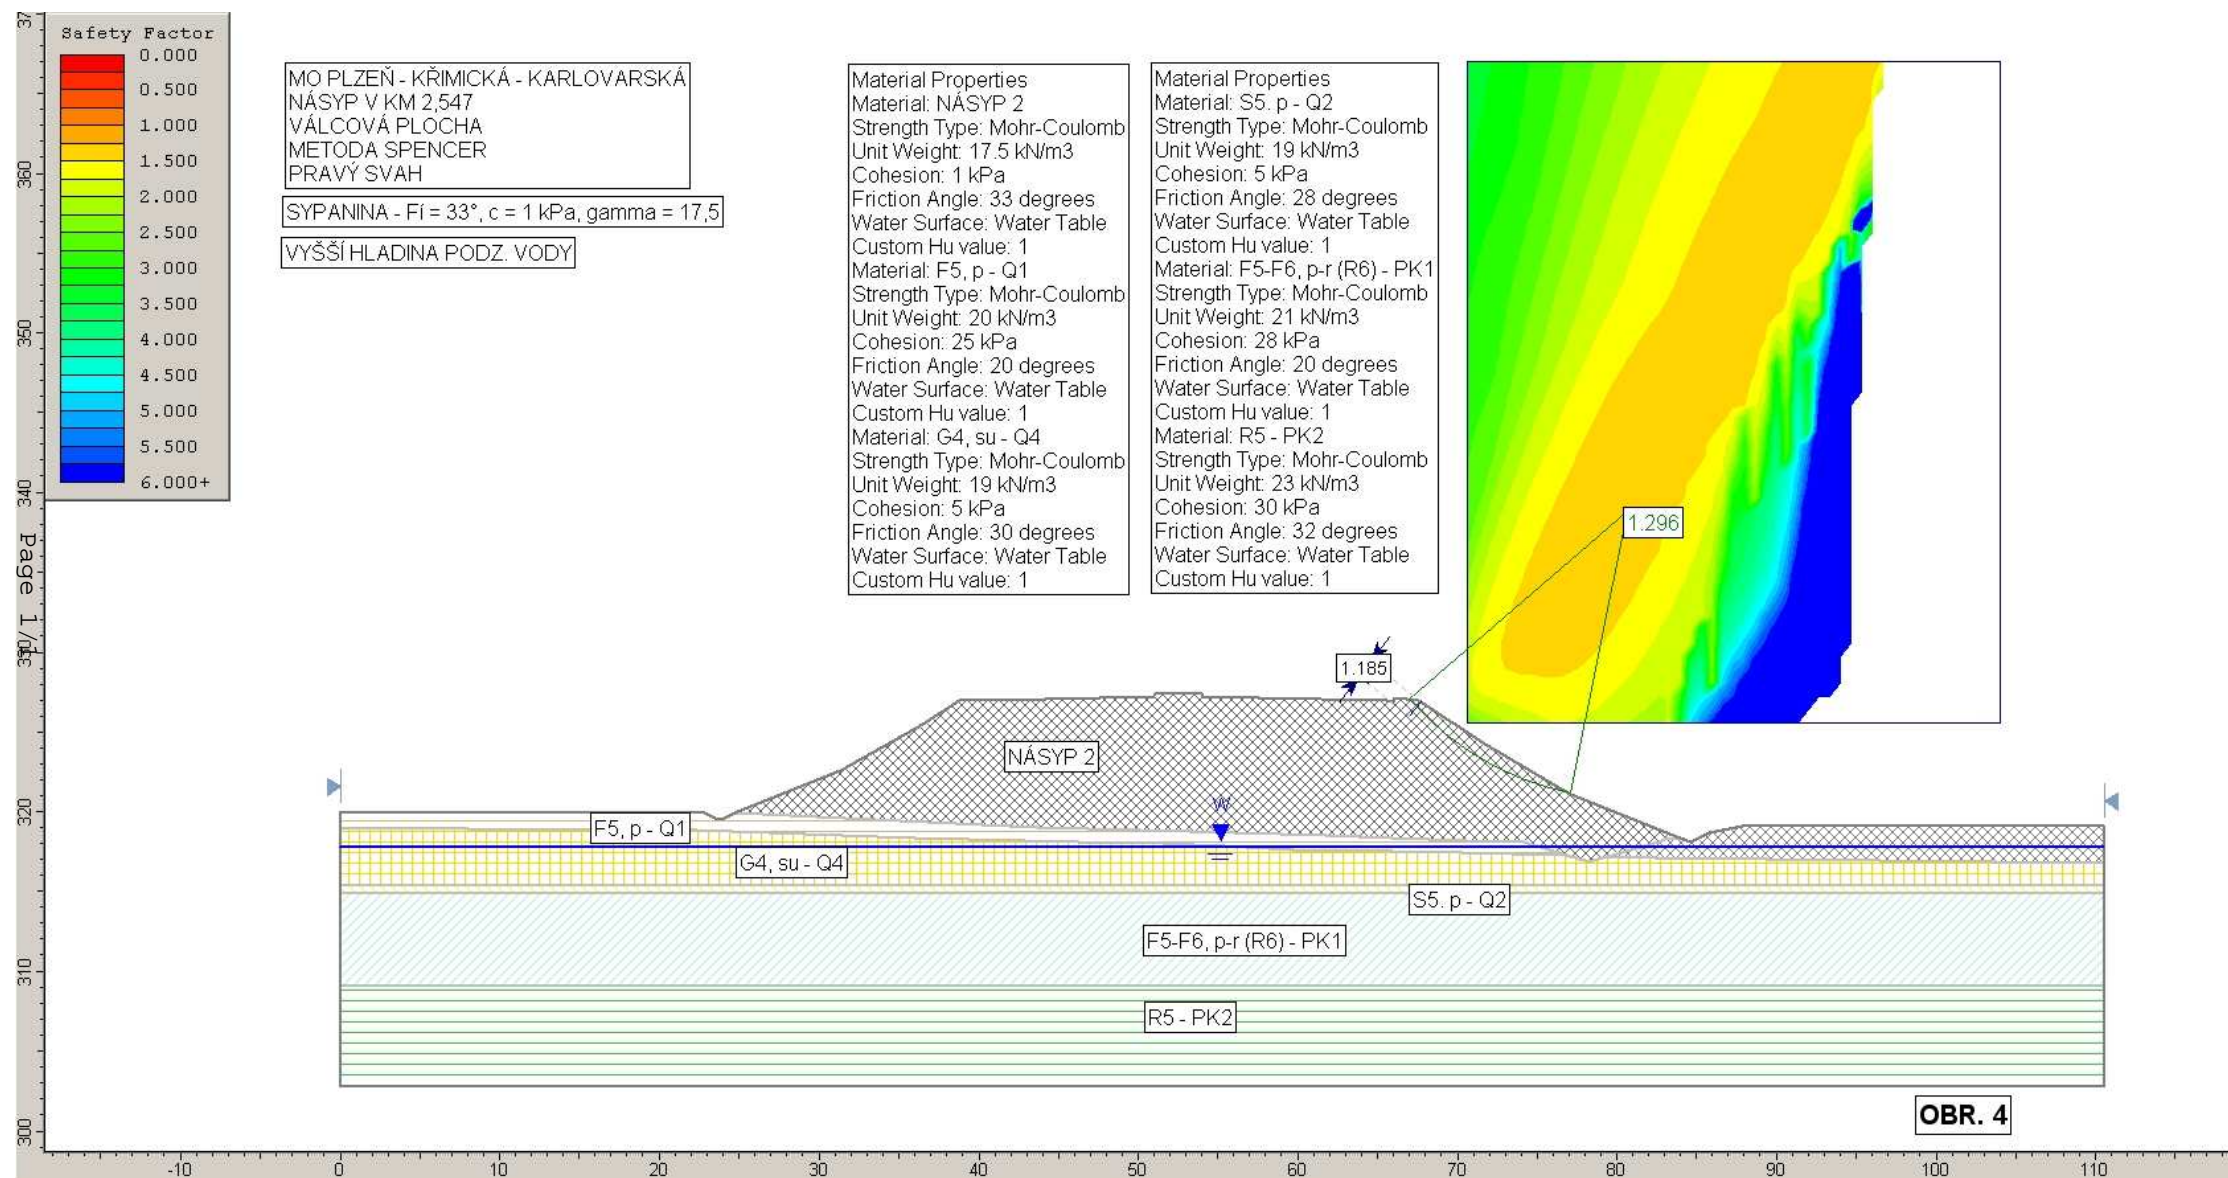 Safety Factor
0.000
0.500
1.000
1.500
2.000
2.500
3.000
3.500
4.000
4.500
5.000
5.500
6.000+
MO PLZEŇ - KŘIMICKÁ - KARLOVARSKÁ
NÁSYP V KM 2,547
VÁLCOVÁ PLOCHA
METODA SPENCER
PRAVÝ SVAH
SYPANINA - Fí = 33°, c = 1 kPa, gamma = 17,5
VYŠŠÍ HLADINA PODZ. VODY
Material Properties
Material: NÁSYP 2
Strength Type: Mohr-Coulomb
Unit Weight: 17.5 kN/m3
Cohesion: 1 kPa
Friction Angle: 33 degrees
Water Surface: Water Table
Custom Hu value: 1
Material: F5, p - Q1
Strength Type: Mohr-Coulomb
Unit Weight: 20 kN/m3
Cohesion: 25 kPa
Friction Angle: 20 degrees
Water Surface: Water Table
Custom Hu value: 1
Material: G4, su - Q4
Strength Type: Mohr-Coulomb
Unit Weight: 19 kN/m3
Cohesion: 5 kPa
Friction Angle: 30 degrees
Water Surface: Water Table
Custom Hu value: 1
Material Properties
Material: S5. p - Q2
Strength Type: Mohr-Coulomb
Unit Weight: 19 kN/m3
Cohesion: 5 kPa
Friction Angle: 28 degrees
Water Surface: Water Table
Custom Hu value: 1
Material: F5-F6, p-r (R6) - PK1
Strength Type: Mohr-Coulomb
Unit Weight: 21 kN/m3
Cohesion: 28 kPa
Friction Angle: 20 degrees
Water Surface: Water Table
Custom Hu value: 1
Material: R5 - PK2
Strength Type: Mohr-Coulomb
Unit Weight: 23 kN/m3
Cohesion: 30 kPa
Friction Angle: 32 degrees
Water Surface: Water Table
Custom Hu value: 1
1.296
1.185
NÁSYP 2
W
F5, p - Q1
G4, su - Q4
S5. p - Q2
F5-F6, p-r (R6) - PK1
R5 - PK2
OBR. 4
37
360
350
340
Page 1/1
320
310
300
-10 0 10 20 30 40 50 60 70 80 90 100 110